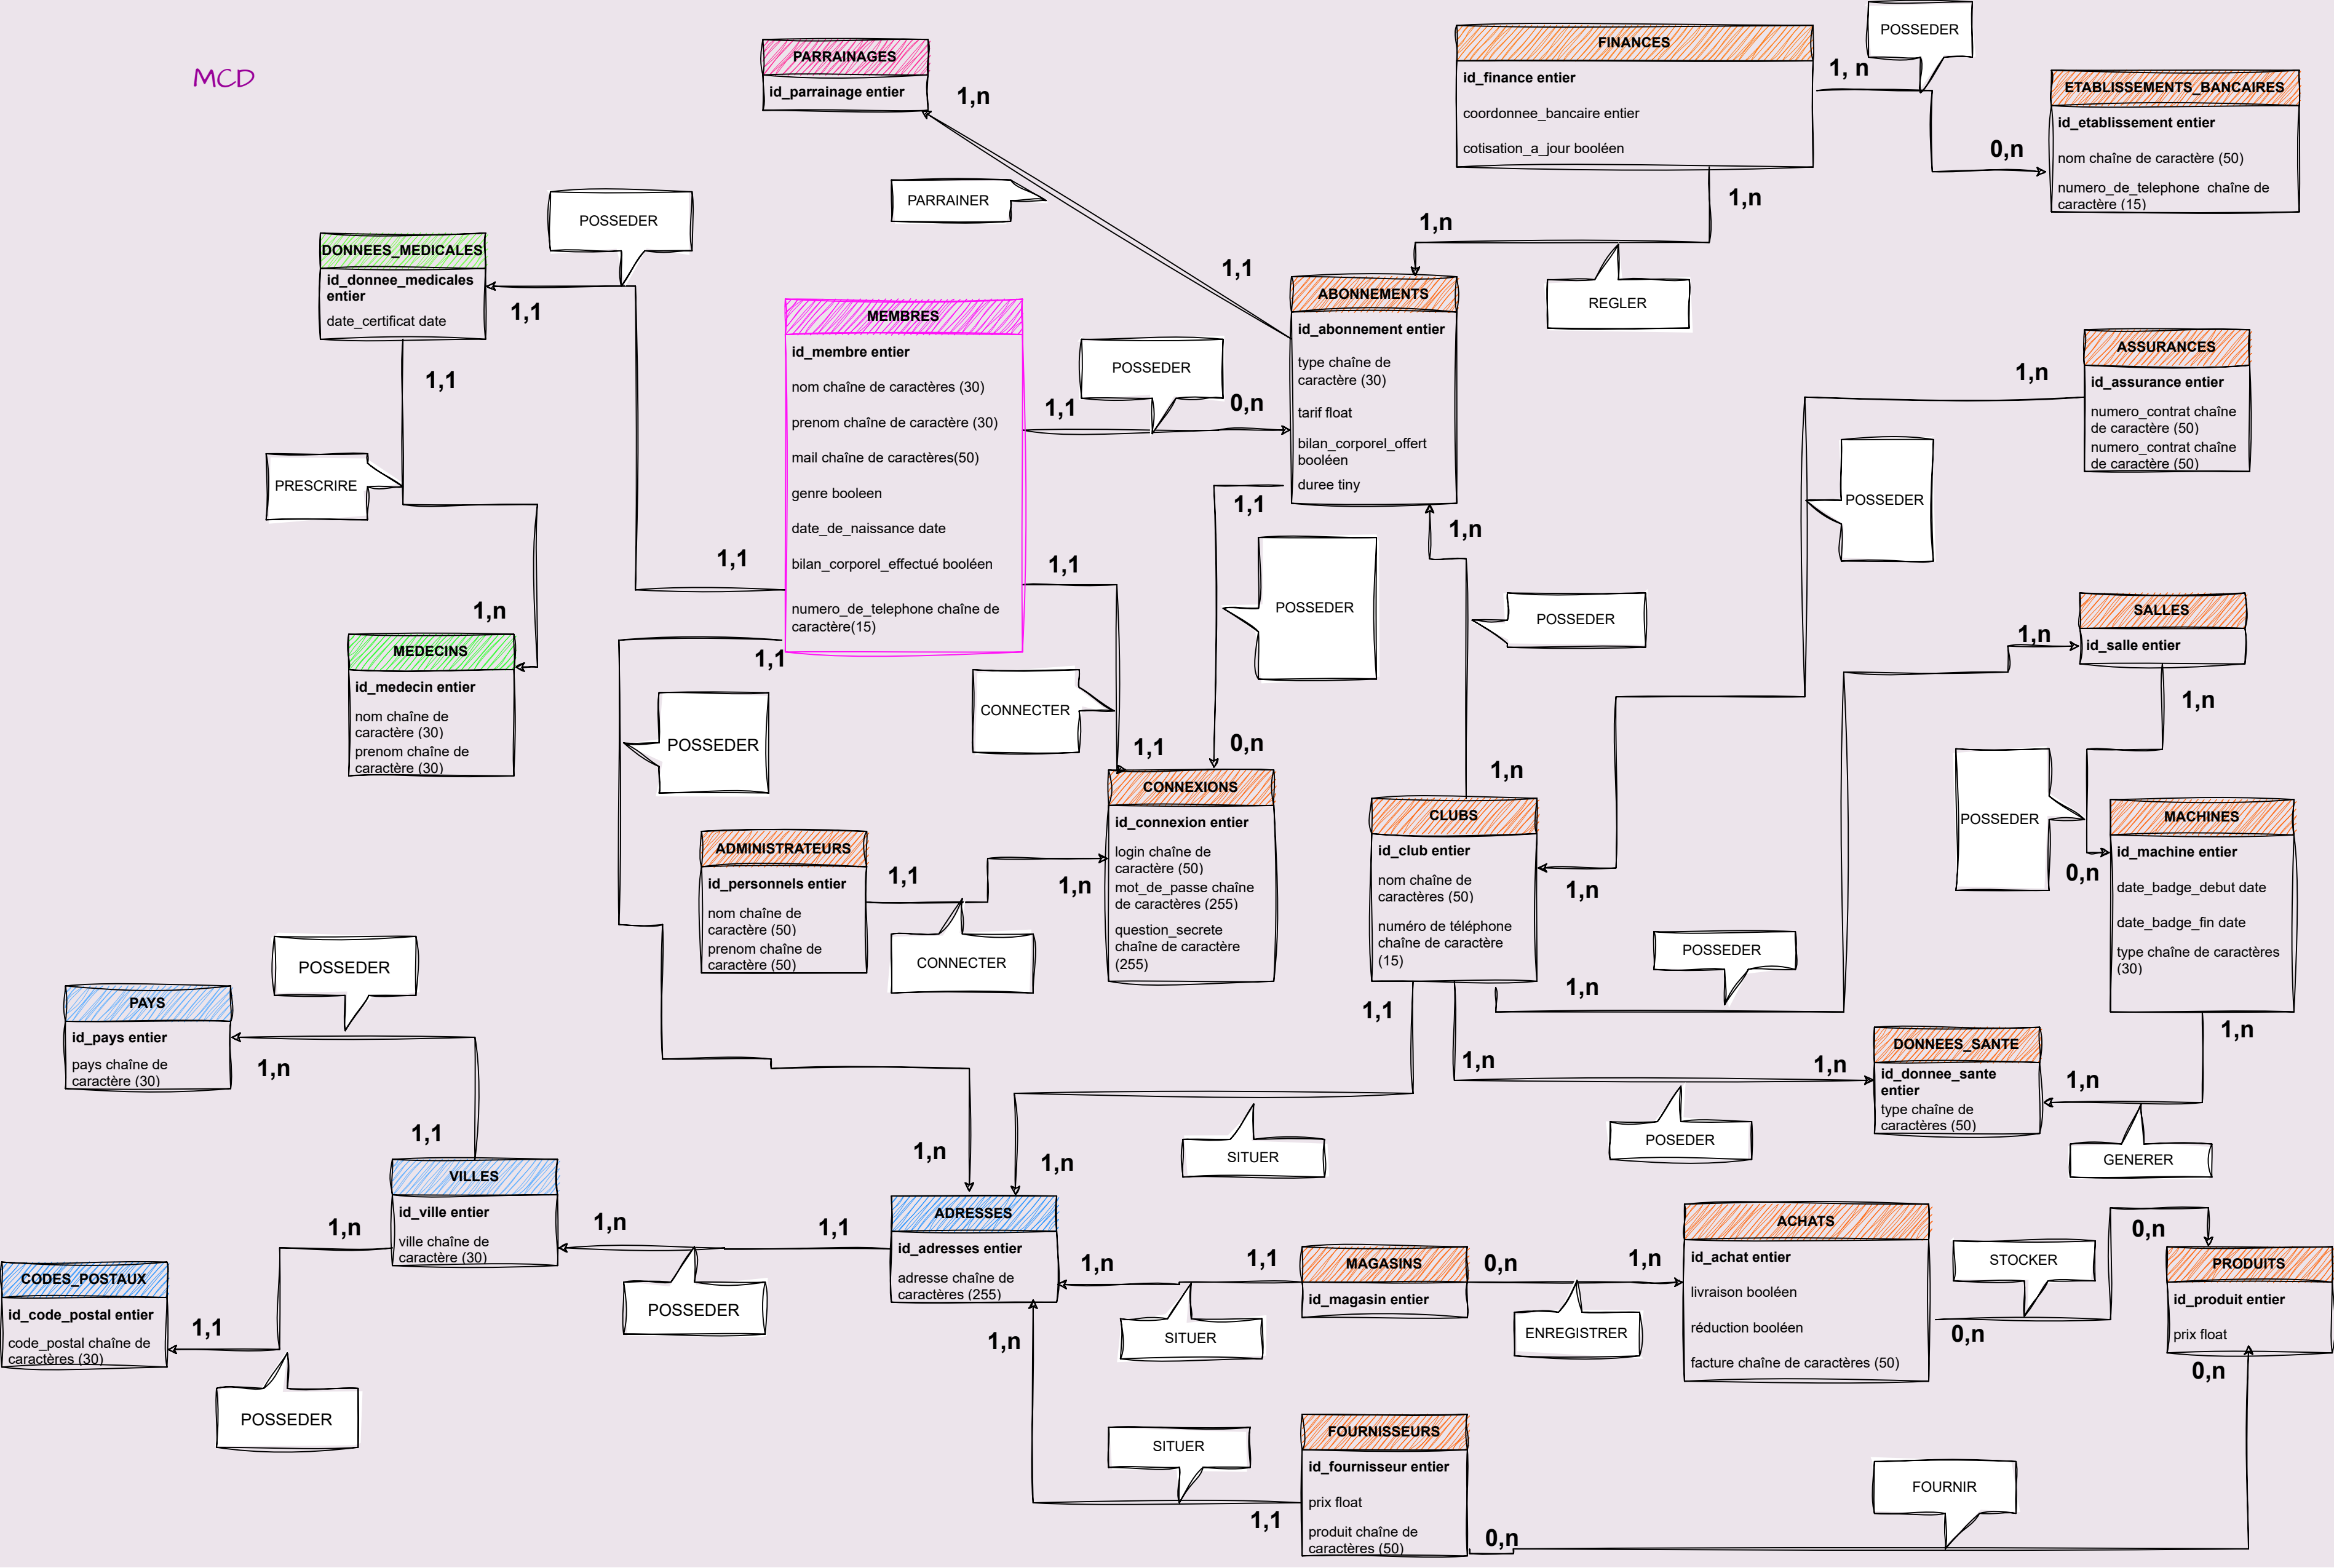 MCD
PARRAINAGES
id_parrainage entier
1,n
PARRAINER
1,1
FINANCES
id_finance entier
coordonnee_bancaire entier
cotisation_a_jour booléen
1, n
POSSEDER
0,n
ETABLISSEMENTS_BANCAIRES
id_etablissement entier
nom chaîne de caractère (50)
numero_de_telephone chaîne de
caractère (15)
1,n
1,n
REGLER
POSSEDER
DONNEES_MEDICALES
id_donnee_medicales
entier
date_certificat date
1,1
1,1
PRESCRIRE
1,n
MEDECINS
id_medecin entier
nom chaîne de
caractère (30)
prenom chaîne de
caractère (30)
MEMBRES
id_membre entier
nom chaîne de caractères (30)
prenom chaîne de caractère (30)
mail chaîne de caractères(50)
genre booleen
date_de_naissance date
bilan_corporel_effectué booléen
numero_de_telephone chaîne de
caractère(15)
1,1
1,1
POSSEDER
1,1
POSSEDER
0,n
1,1
CONNECTER
1,1
ABONNEMENTS
id_abonnement entier
type chaîne de
caractère (30)
tarif float
bilan_corporel_offert
booléen
duree tiny
1,1
POSSEDER
0,n
1,n
POSSEDER
1,n
ASSURANCES
id_assurance entier
numero_contrat chaîne
de caractère (50)
numero_contrat chaîne
de caractère (50)
1,n
POSSEDER
1,n
SALLES
id_salle entier
1,n
1,n
POSSEDER
0,n
MACHINES
id_machine entier
date_badge_debut date
date_badge_fin date
type chaîne de caractères
(30)
1,n
CONNEXIONS
id_connexion entier
login chaîne de
caractère (50)
mot_de_passe chaîne
de caractères (255)
question_secrete
chaîne de caractère
(255)
ADMINISTRATEURS
id_personnels entier
nom chaîne de
caractère (50)
prenom chaîne de
caractère (50)
1,1
CONNECTER
1,n
CLUBS
id_club entier
nom chaîne de
caractères (50)
numéro de téléphone
chaîne de caractère
(15)
1,n
POSSEDER
1,1
SITUER
1,n
1,n
POSEDER
1,n
DONNEES_SANTE
id_donnee_sante
entier
type chaîne de
caractères (50)
1,n
GENERER
POSSEDER
PAYS
id_pays entier
pays chaîne de
caractère (30)
1,n
1,1
VILLES
id_ville entier
ville chaîne de
caractère (30)
1,n
CODES_POSTAUX
id_code_postal entier
code_postal chaîne de
caractères (30)
1,1
POSSEDER
1,n
POSSEDER
1,1
1,n
ADRESSES
id_adresses entier
adresse chaîne de
caractères (255)
1,n
SITUER
1,1
MAGASINS
id_magasin entier
0,n
ENREGISTRER
1,n
ACHATS
id_achat entier
livraison booléen
réduction booléen
facture chaîne de caractères (50)
STOCKER
0,n
0,n
PRODUITS
id_produit entier
prix float
0,n
1,n
SITUER
1,1
FOURNISSEURS
id_fournisseur entier
prix float
produit chaîne de
caractères (50)
0,n
FOURNIR